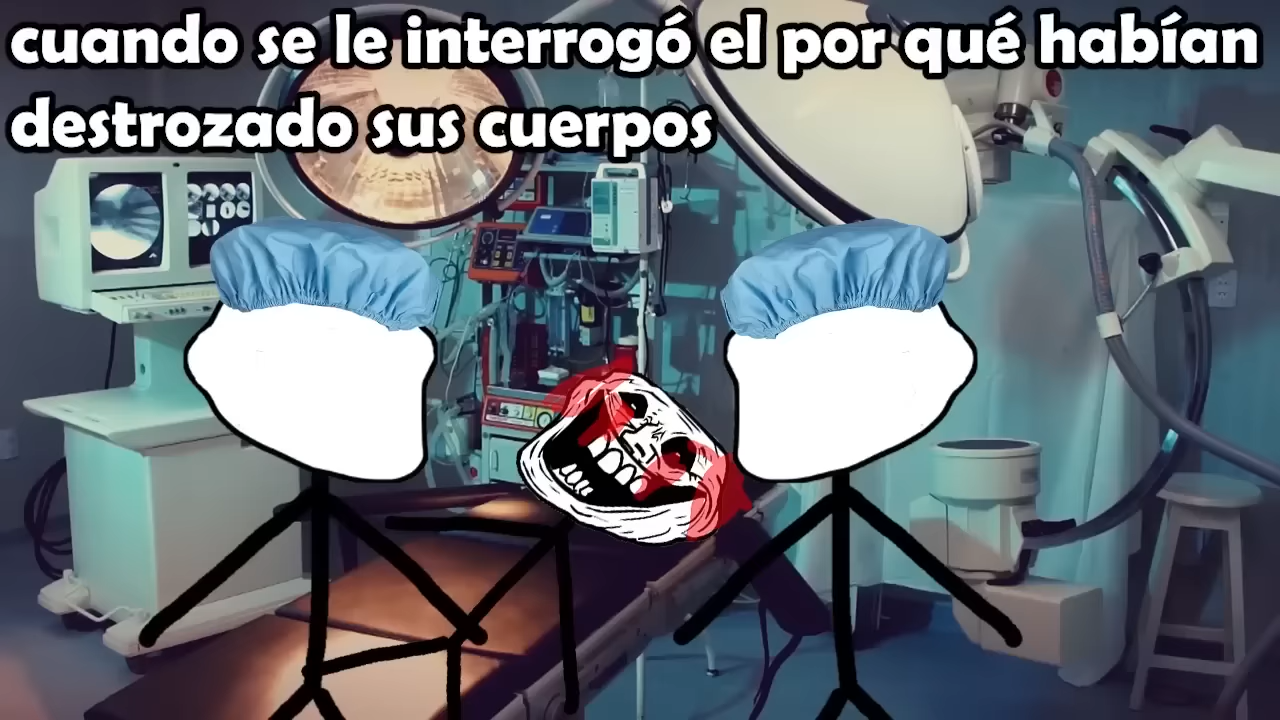 cuando se le interrogó el por qué habían
destrozado sus cuerpos